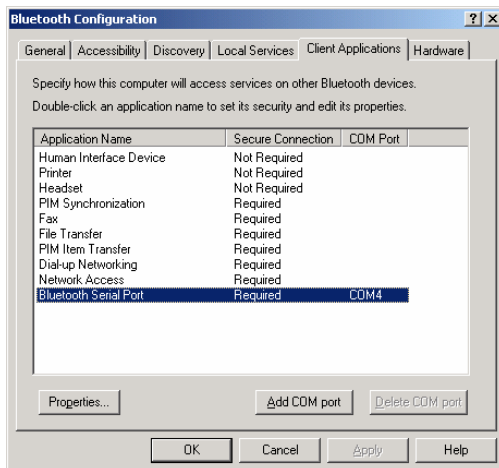 Bluetooth Configuration
General Accessibility Discovery Local Services Client Applications Hardware
Specify how this computer will access services on other Bluetooth devices.
Double-click an application name to set its security and edit its properties.
Application Name Secure Connection COM Port
Human Interface Device Not Required
Printer Not Required
Headset Not Required
PIM Synchronization Required
Fax Required
File Transfer Required
PIM Item Transfer Required
Dial-up Networking Required
Network Access Required
Bluetooth Serial Port Required COM4
Properties... Add COM port Delete COM port
OK Cancel Apply Help